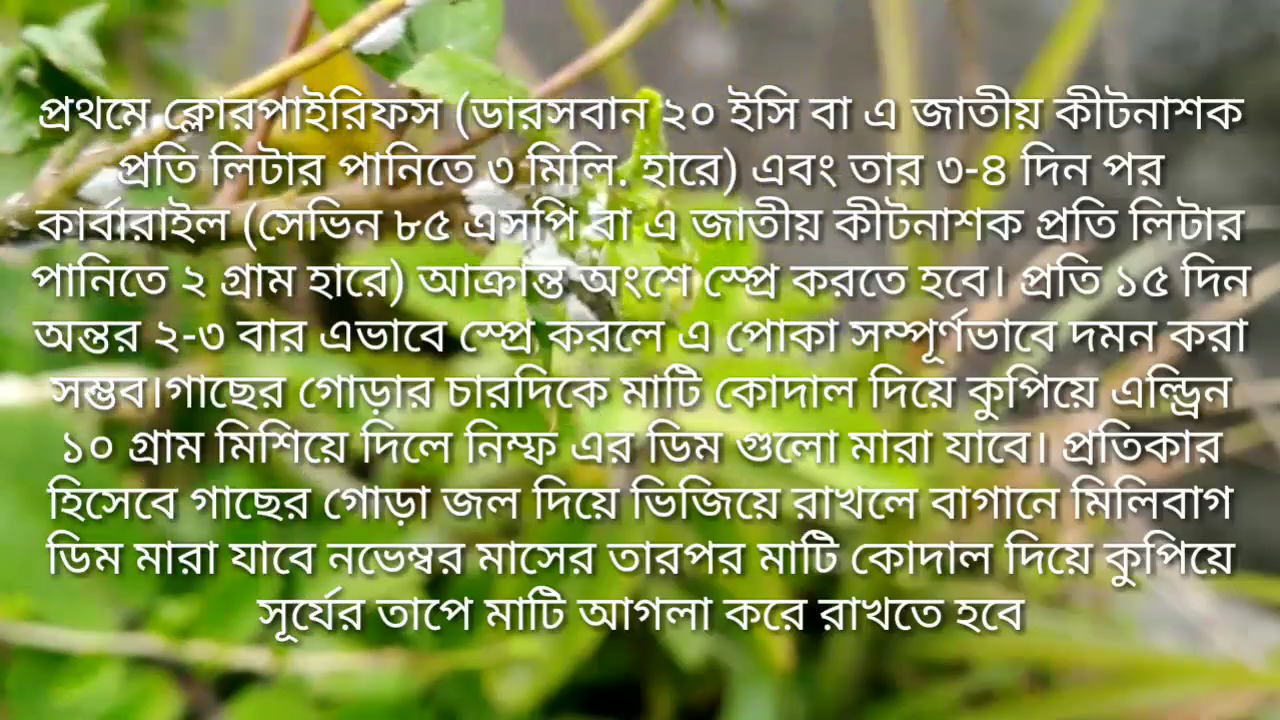 প্রথমে ক্লোরপাইরিফস (ডারসবান ২০ ইসি বা এ জাতীয় কীটনাশক
প্রতি লিটার পানিতে ৩ মিলি. হারে) এবং তার ৩-৪ দিন পর
কার্বারাইল (সেভিন ৮৫ এসপি বা এ জাতীয় কীটনাশক প্রতি লিটার
পানিতে ২ গ্রাম হারে) আক্রান্ত অংশে স্প্রে করতে হবে। প্রতি ১৫ দিন
অন্তর ২-৩ বার এভাবে স্প্রে করলে এ পোকা সম্পূর্ণভাবে দমন করা
সম্ভব।গাছের গোড়ার চারদিকে মাটি কোদাল দিয়ে কুপিয়ে এল্ড্রিন
১০ গ্রাম মিশিয়ে দিলে নিম্ফ এর ডিম গুলো মারা যাবে। প্রতিকার
হিসেবে গাছের গোড়া জল দিয়ে ভিজিয়ে রাখলে বাগানে মিলিবাগ
ডিম মারা যাবে নভেম্বর মাসের তারপর মাটি কোদাল দিয়ে কুপিয়ে
সূর্যের তাপে মাটি আগলা করে রাখতে হবে